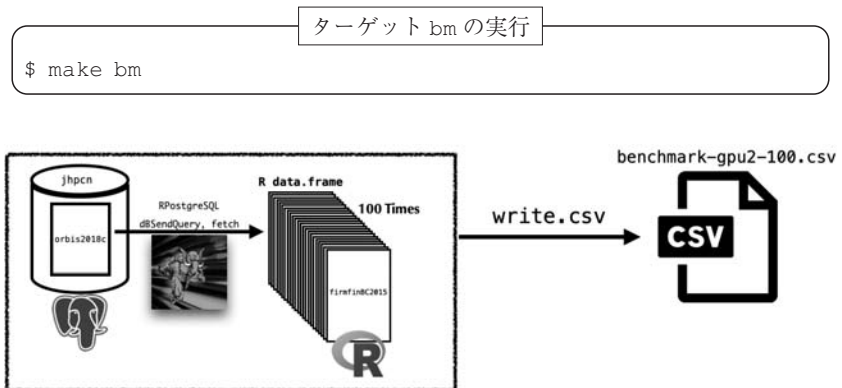 ターゲット bm の実行
$ make bm
benchmark-gpu2-100.csv
jhpcn
orbis2018c
RPostgreSQL
dBSendQuery, fetch
R data.frame
100 Times
firmfinBC2015
R
write.csv
CSV